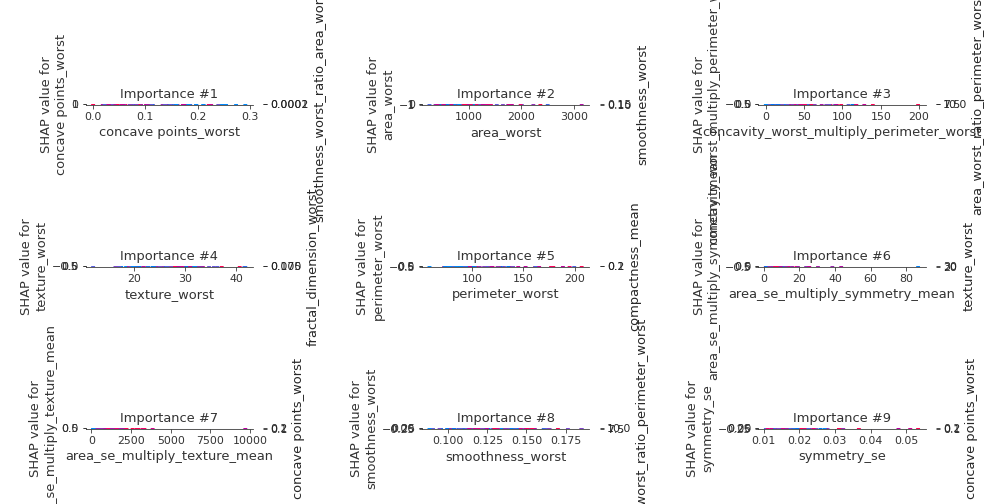 SHAP value for
concave points_worst
Importance #1
0.0 0.1 0.2 0.3
concave points_worst
smoothness_worst_ratio_area_wor
SHAP value for
area_worst
Importance #2
1000 2000 3000
area_worst
smoothness_worst
SHAP value for
Importance #3
0 50 100 150 200
concavity_worst_multiply_perimeter_worst
area_worst_ratio_perimeter_wors
SHAP value for
texture_worst
Importance #4
20 30 40
texture_worst
fractal_dimension_worst
SHAP value for
perimeter_worst
Importance #5
100 150 200
perimeter_worst
compactness_mean
SHAP value for
area_se_multiply_symmetry_mean
Importance #6
0 20 40 60 80
area_se_multiply_symmetry_mean
texture_worst
SHAP value for
_se_multiply_texture_mean
Importance #7
0 2500 5000 7500 10000
area_se_multiply_texture_mean
concave points_worst
SHAP value for
smoothness_worst
Importance #8
0.100 0.125 0.150 0.175
smoothness_worst
worst_ratio_perimeter_worst
SHAP value for
symmetry_se
Importance #9
0.01 0.02 0.03 0.04 0.05
symmetry_se
concave points_worst